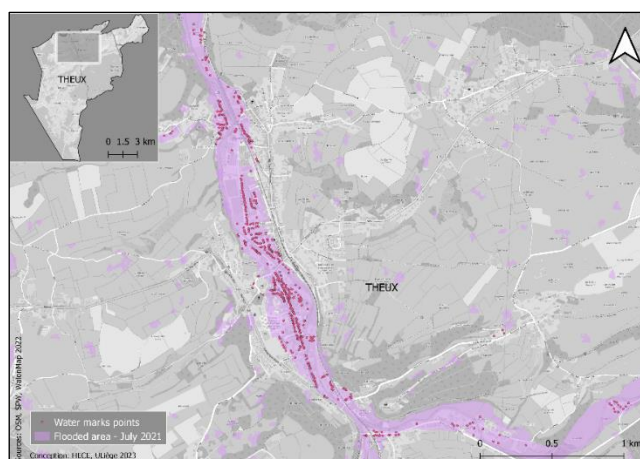 THEUX
0 1.5 3 km
THEUX
Sources: OSM, SPW, WalonMap 2022
Water marks points
Flooded area - July 2021
Conception: HECE, ULiège 2023
0 0.5 1 km